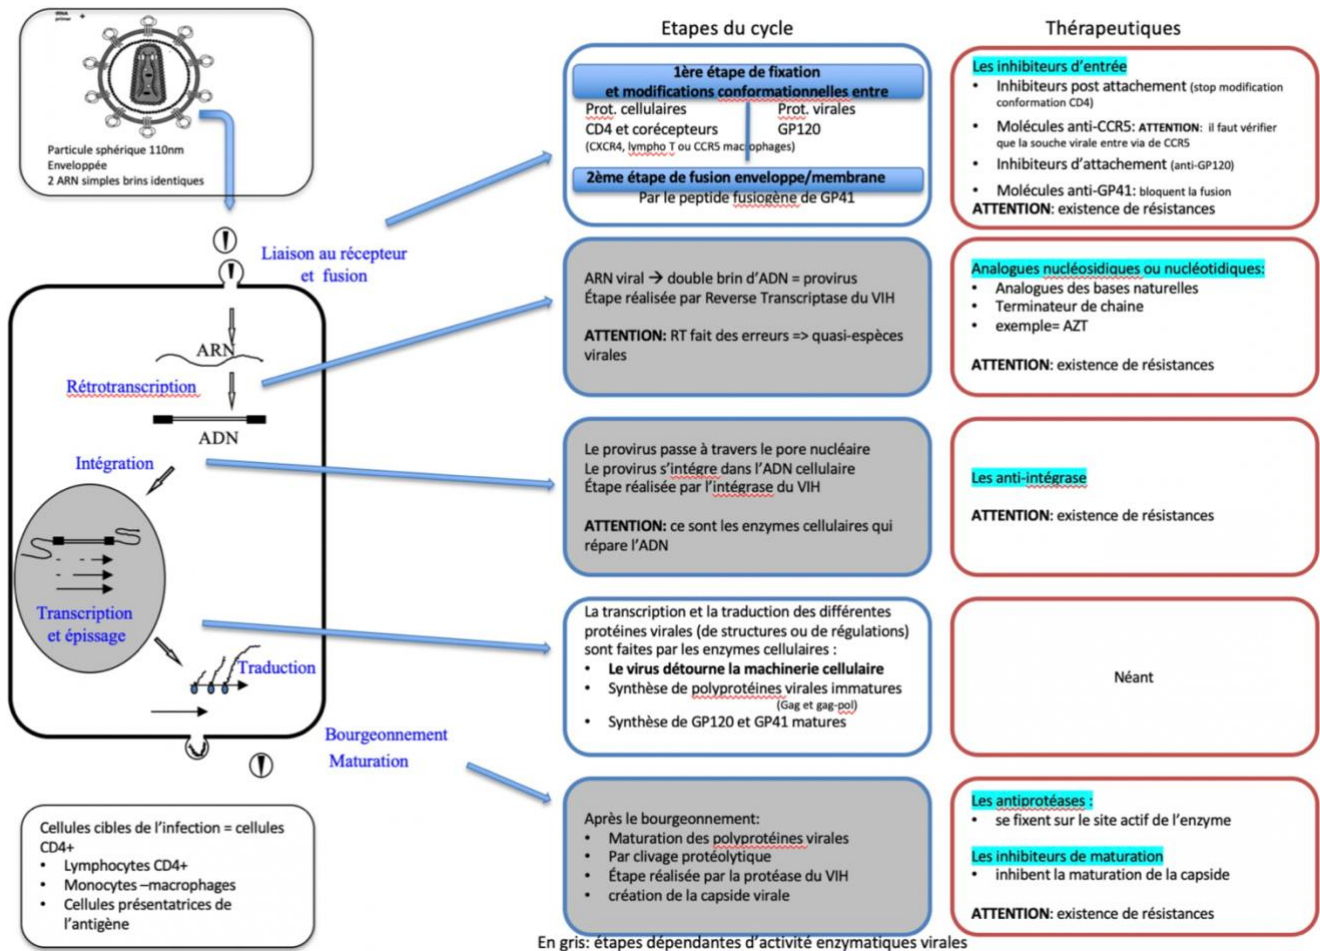 tRNA
primer
Particule sphérique 110nm
Enveloppée
2 ARN simples brins identiques
Liaison au récepteur
et fusion
ARN
Rétrotranscription
ADN
Intégration
Transcription
et épissage
Traduction
Bourgeonnement
Maturation
Cellules cibles de l'infection = cellules
CD4+
• Lymphocytes CD4+
• Monocytes –macrophages
• Cellules présentatrices de
l'antigène
Etapes du cycle
1ère étape de fixation
et modifications conformationnelles entre
Prot. cellulaires
CD4 et corécepteurs
(CXCR4, lympho T ou CCR5 macrophages)
Prot. virales
GP120
2ème étape de fusion enveloppe/membrane
Par le peptide fusiogène de GP41
ARN viral → double brin d'ADN = provirus
Étape réalisée par Reverse Transcriptase du VIH
ATTENTION: RT fait des erreurs => quasi-espèces
virales
Le provirus passe à travers le pore nucléaire
Le provirus s'intégre dans l'ADN cellulaire
Étape réalisée par l'intégrase du VIH
ATTENTION: ce sont les enzymes cellulaires qui
répare l'ADN
La transcription et la traduction des différentes
protéines virales (de structures ou de régulations)
sont faites par les enzymes cellulaires :
• Le virus détourne la machinerie cellulaire
• Synthèse de polyprotéines virales immatures
(Gag et gag-pol)
• Synthèse de GP120 et GP41 matures
Après le bourgeonnement:
• Maturation des polyprotéines virales
• Par clivage protéolytique
• Étape réalisée par la protéase du VIH
• création de la capside virale
Thérapeutiques
Les inhibiteurs d'entrée
• Inhibiteurs post attachement (stop modification
conformation CD4)
• Molécules anti-CCR5: ATTENTION: il faut vérifier
que la souche virale entre via de CCR5
• Inhibiteurs d'attachement (anti-GP120)
• Molécules anti-GP41: bloquent la fusion
ATTENTION: existence de résistances
Analogues nucléosidiques ou nucléotidiques:
• Analogues des bases naturelles
• Terminateur de chaine
• exemple= AZT
ATTENTION: existence de résistances
Les anti-intégrase
ATTENTION: existence de résistances
Néant
Les antiprotéases :
• se fixent sur le site actif de l'enzyme
Les inhibiteurs de maturation
• inhibent la maturation de la capside
ATTENTION: existence de résistances
En gris: étapes dépendantes d'activité enzymatiques virales